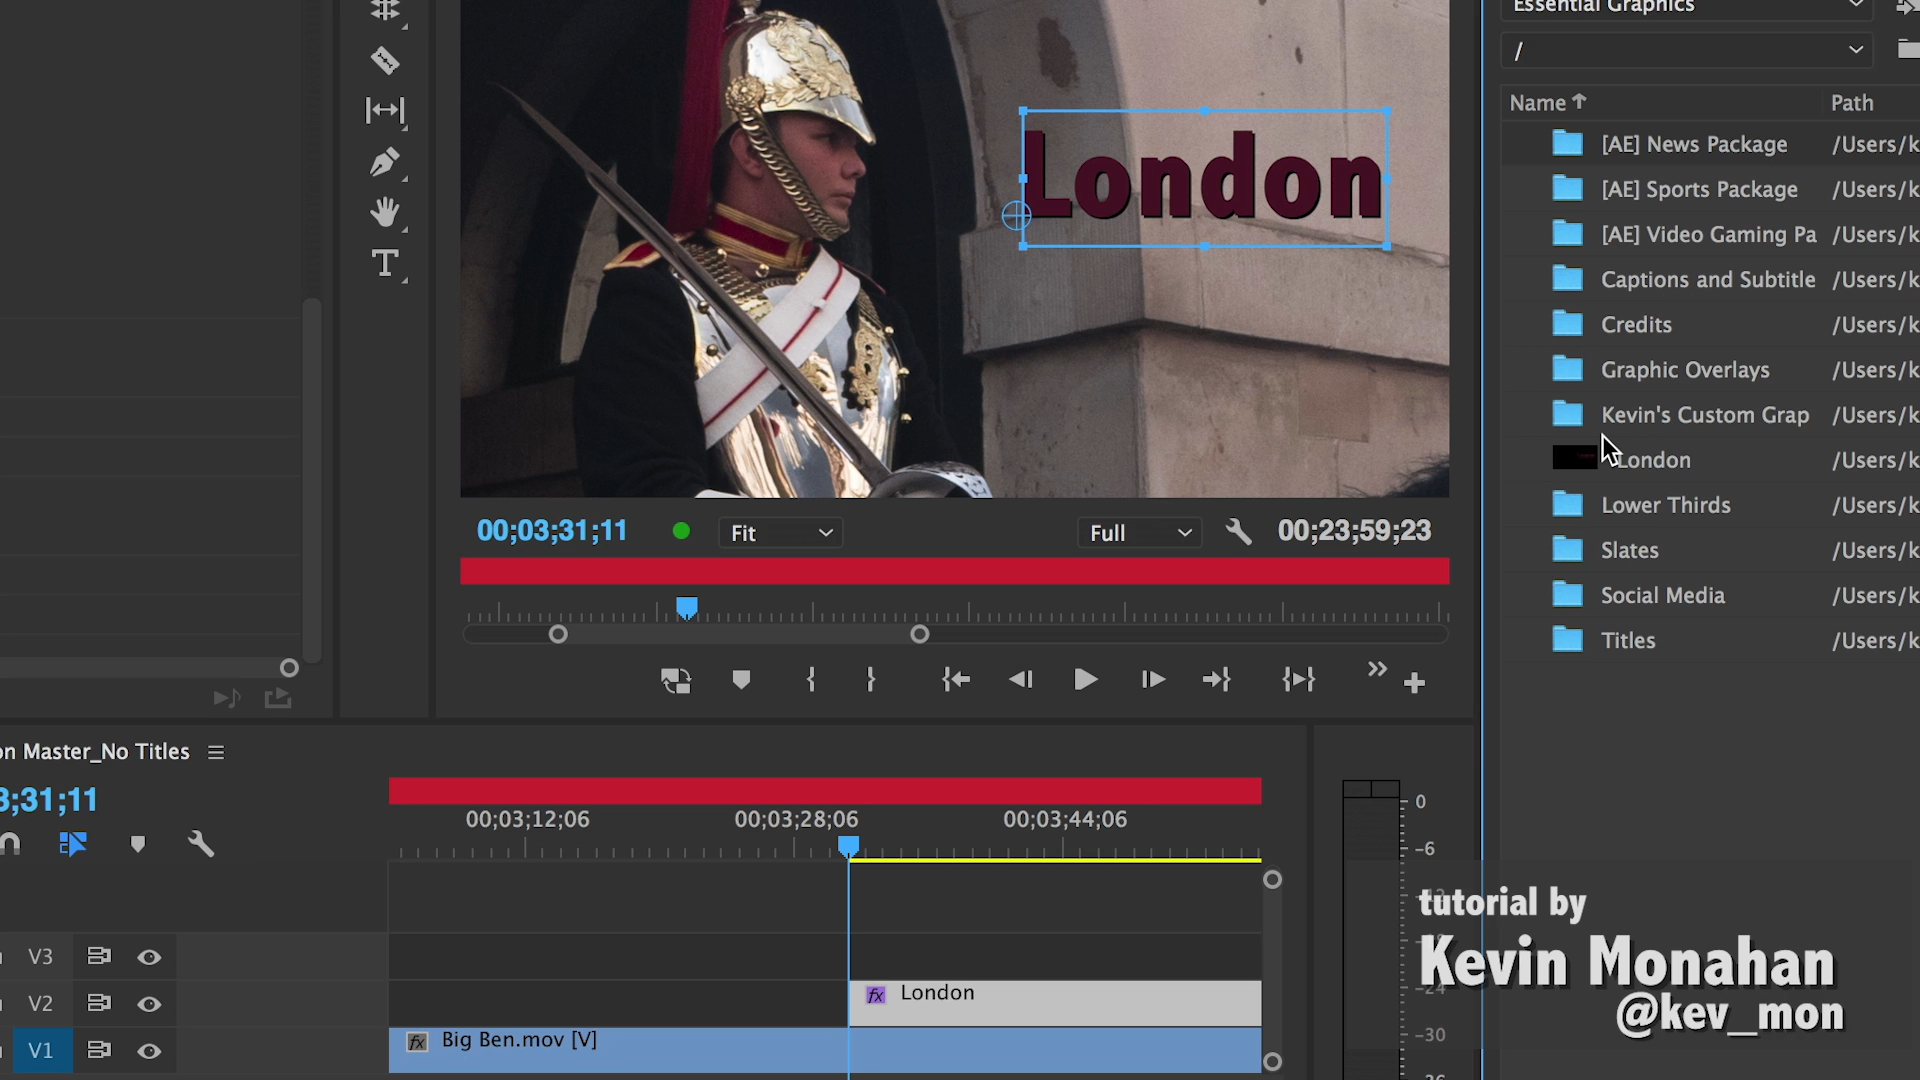 Essential Graphics
/
Name Path
[AE] News Package /Users/k
[AE] Sports Package /Users/k
[AE] Video Gaming Pa /Users/k
Captions and Subtitle /Users/k
Credits /Users/k
Graphic Overlays /Users/k
Kevin's Custom Grap /Users/k
London /Users/k
Lower Thirds /Users/k
Slates /Users/k
Social Media /Users/k
Titles /Users/k
London
00;03;31;11 Fit Full 00;23;59;23
on Master_No Titles
3;31;11
00;03;12;06 00;03;28;06 00;03;44;06
V3
V2 fx London
V1 fx Big Ben.mov [V]
0
-6
-24
-30
tutorial by
Kevin Monahan
@kev_mon